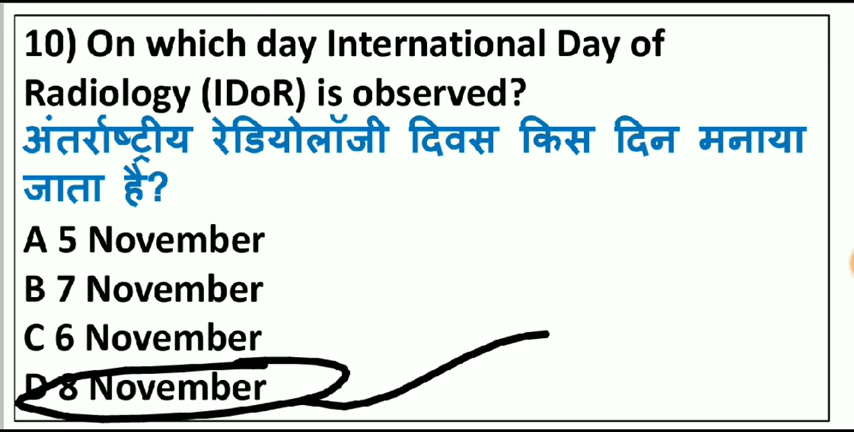 10) On which day International Day of
Radiology (IDoR) is observed?
अंतर्राष्ट्रीय रेडियोलॉजी दिवस किस दिन मनाया
जाता है?
A 5 November
B 7 November
C 6 November
D 8 November